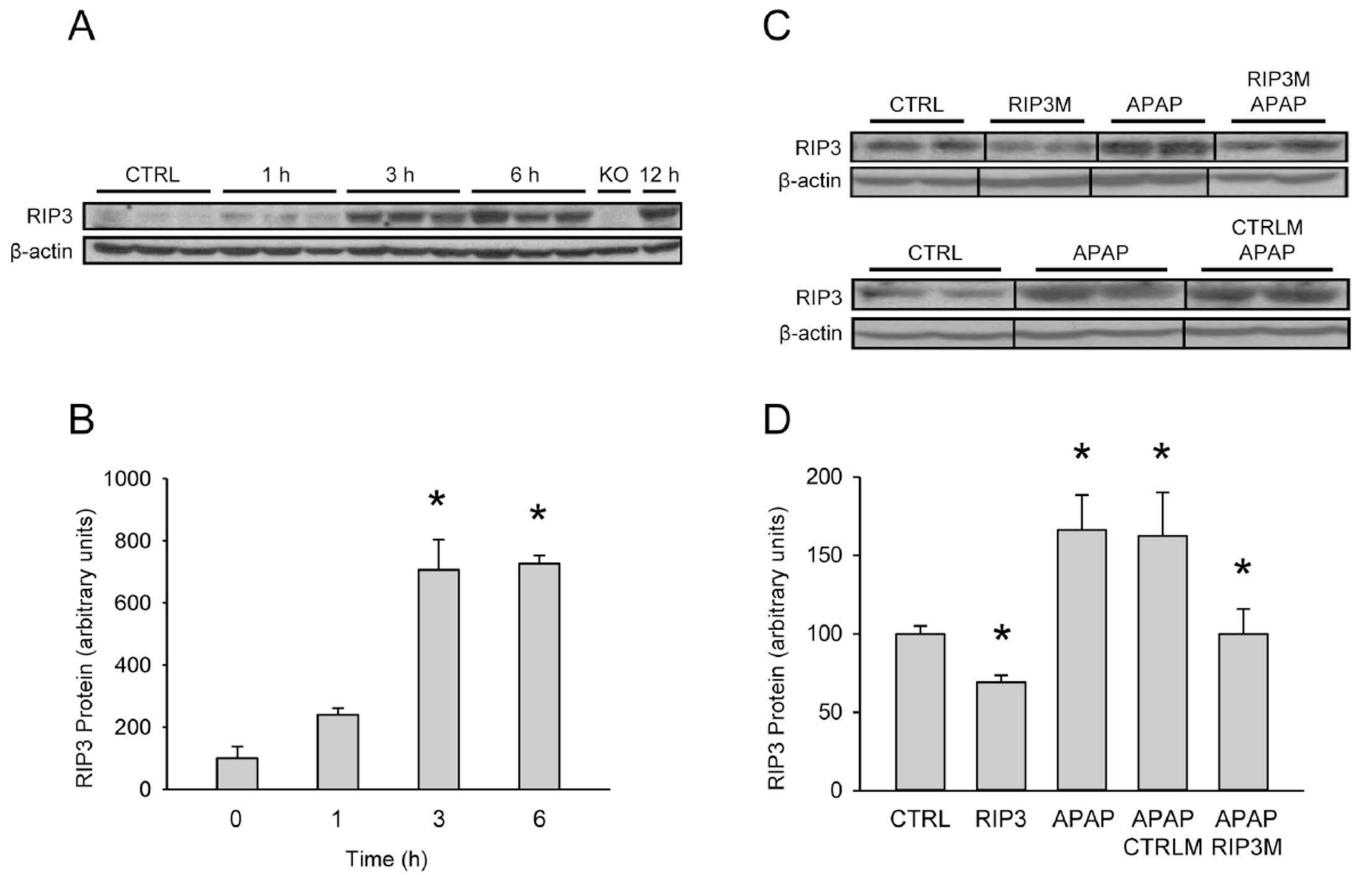 A
CTRL 1 h 3 h 6 h KO 12 h
RIP3
β-actin
B
RIP3 Protein (arbitrary units)
1000
800
600
400
200
0
* *
0 1 3 6
Time (h)
C
CTRL RIP3M APAP RIP3M
APAP
RIP3
β-actin
CTRL APAP CTRLM
APAP
RIP3
β-actin
D
RIP3 Protein (arbitrary units)
200
150
100
50
0
* * * *
CTRL RIP3 APAP APAP APAP
CTRLM RIP3M